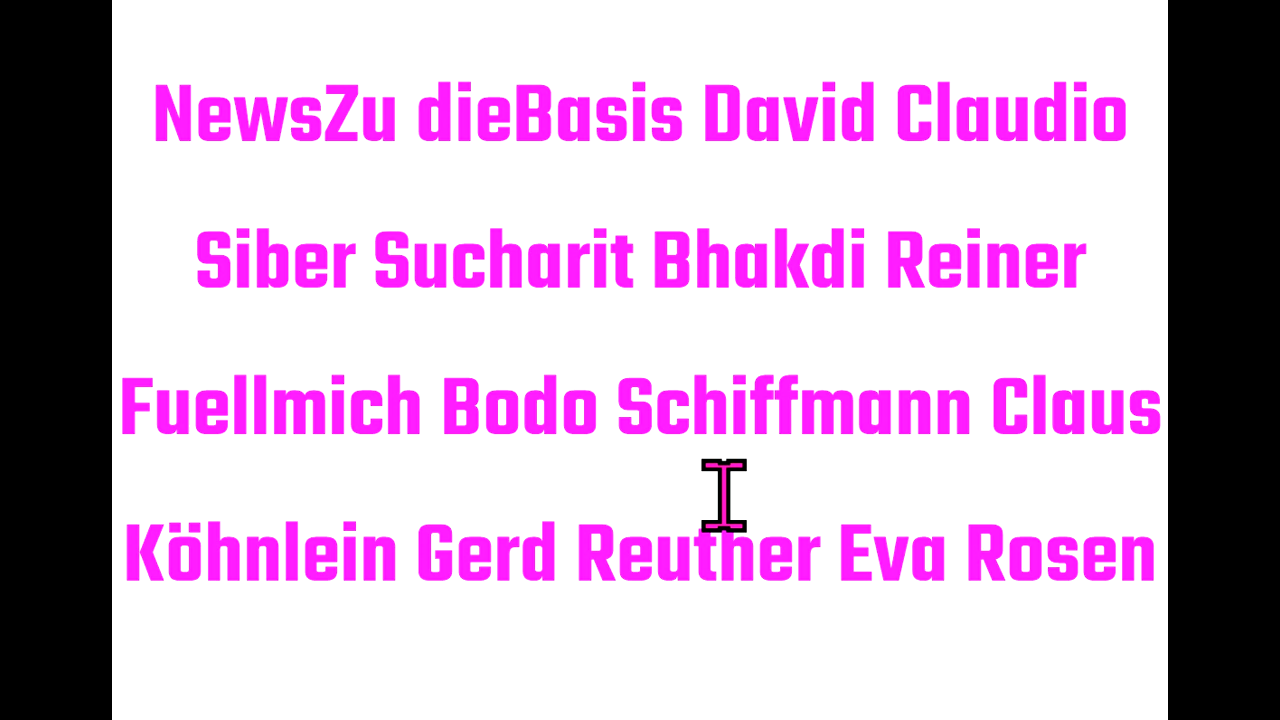 NewsZu dieBasis David Claudio
Siber Sucharit Bhakdi Reiner
Fuellmich Bodo Schiffmann Claus
Köhnlein Gerd Reuther Eva Rosen